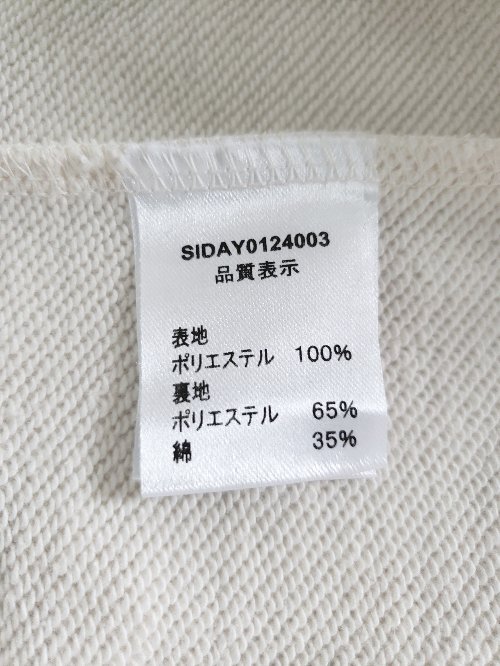 SIDAY0124003
品質表示
表地
ポリエステル 100%
裏地
ポリエステル 65%
綿 35%